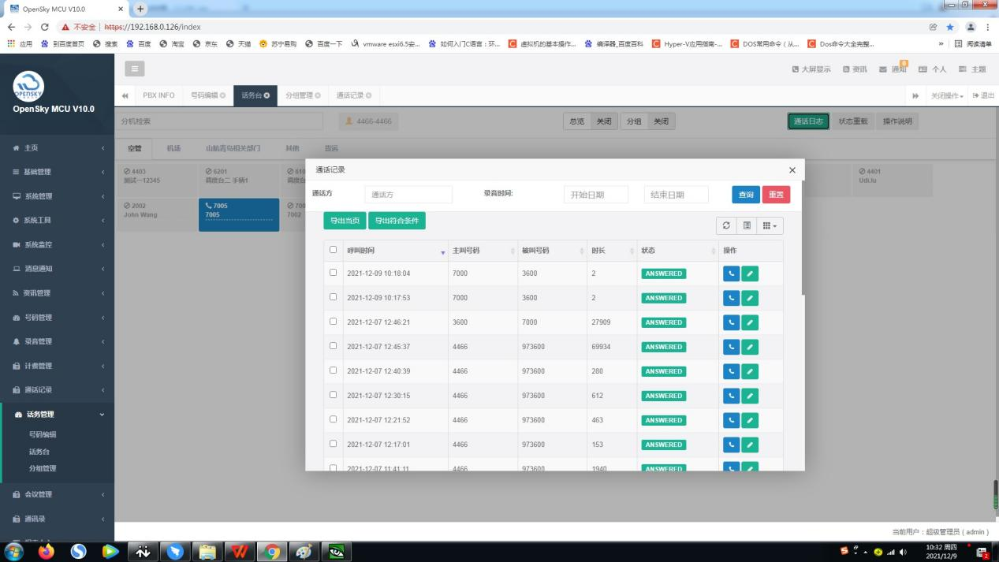 OpenSky MCU V10.0
不安全 https://192.168.0.126/index
应用 到百度首页 搜索 百度 淘宝 京东 天猫 苏宁易购 百度一下 vmware esxi6.5安... 如何入门C语言：环... 虚拟机的基本操作... 编译器_百度百科 Hyper-V应用指南-... DOS常用命令（从... Dos命令大全完整... » 阅读清单
OPENSKY
OpenSky MCU V10.0
大屏显示 资讯 通知 0 个人 主题
PBX INFO 号码编辑 话务台 分组管理 通话记录 关闭操作 退出
分机检索 4466-4466 总览 关闭 分组 关闭 通话日志 状态重载 操作说明
空管 机场 山航青岛相关部门 其他 货运
4403
测试一12345
6201
调度台二 手柄1
4401
Udi.lu
2002
John Wang
7005
7005
7002
主页
基础管理
系统管理
系统工具
系统监控
消息通知
资讯管理
号码管理
录音管理
计费管理
通话记录
话务管理
号码编辑
话务台
分组管理
会议管理
通讯录
通话记录
通话方 通话方 录音时间: 开始日期 结束日期 查询 重置
导出当页 导出符合条件
呼叫时间 主叫号码 被叫号码 时长 状态 操作
2021-12-09 10:18:04 7000 3600 2 ANSWERED
2021-12-09 10:17:53 7000 3600 2 ANSWERED
2021-12-07 12:46:21 3600 7000 27909 ANSWERED
2021-12-07 12:45:37 4466 973600 69934 ANSWERED
2021-12-07 12:40:39 4466 973600 280 ANSWERED
2021-12-07 12:30:15 4466 973600 612 ANSWERED
2021-12-07 12:21:52 4466 973600 463 ANSWERED
2021-12-07 12:17:01 4466 973600 153 ANSWERED
2021-12-07 11:41:11 4466 973600 1940 ANSWERED
当前用户：超级管理员（ admin ）
10:32 周四
2021/12/9
2